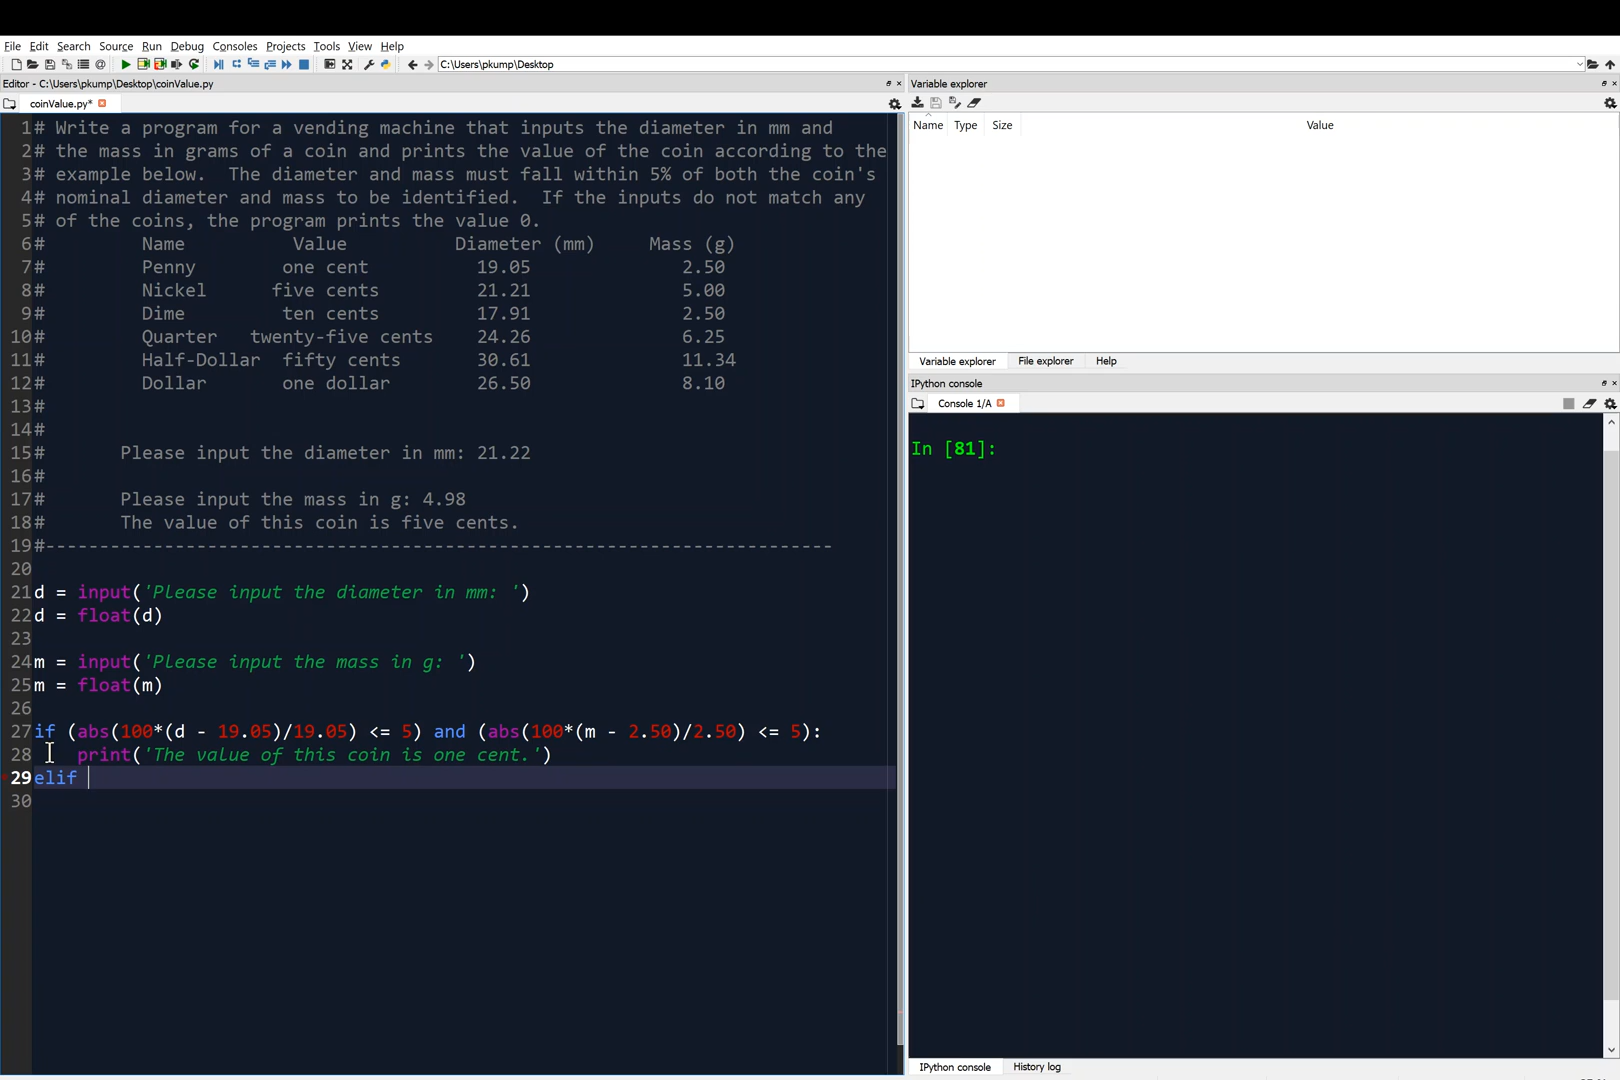 File Edit Search Source Run Debug Consoles Projects Tools View Help
C:\Users\pkump\Desktop
Editor - C:\Users\pkump\Desktop\coinValue.py
coinValue.py*
1# Write a program for a vending machine that inputs the diameter in mm and
2# the mass in grams of a coin and prints the value of the coin according to the
3# example below.  The diameter and mass must fall within 5% of both the coin's
4# nominal diameter and mass to be identified.  If the inputs do not match any
5# of the coins, the program prints the value 0.
6# Name Value Diameter (mm) Mass (g)
7# Penny one cent 19.05 2.50
8# Nickel five cents 21.21 5.00
9# Dime ten cents 17.91 2.50
10# Quarter twenty-five cents 24.26 6.25
11# Half-Dollar fifty cents 30.61 11.34
12# Dollar one dollar 26.50 8.10
13#
14#
15# Please input the diameter in mm: 21.22
16#
17# Please input the mass in g: 4.98
18# The value of this coin is five cents.
19#-------------------------------------------------------------------------
20
21d = input('Please input the diameter in mm: ')
22d = float(d)
23
24m = input('Please input the mass in g: ')
25m = float(m)
26
27if (abs(100*(d - 19.05)/19.05) <= 5) and (abs(100*(m - 2.50)/2.50) <= 5):
28    print('The value of this coin is one cent.')
29elif
30
Variable explorer
Name Type Size Value
Variable explorer File explorer Help
IPython console
Console 1/A
In [81]:
IPython console History log